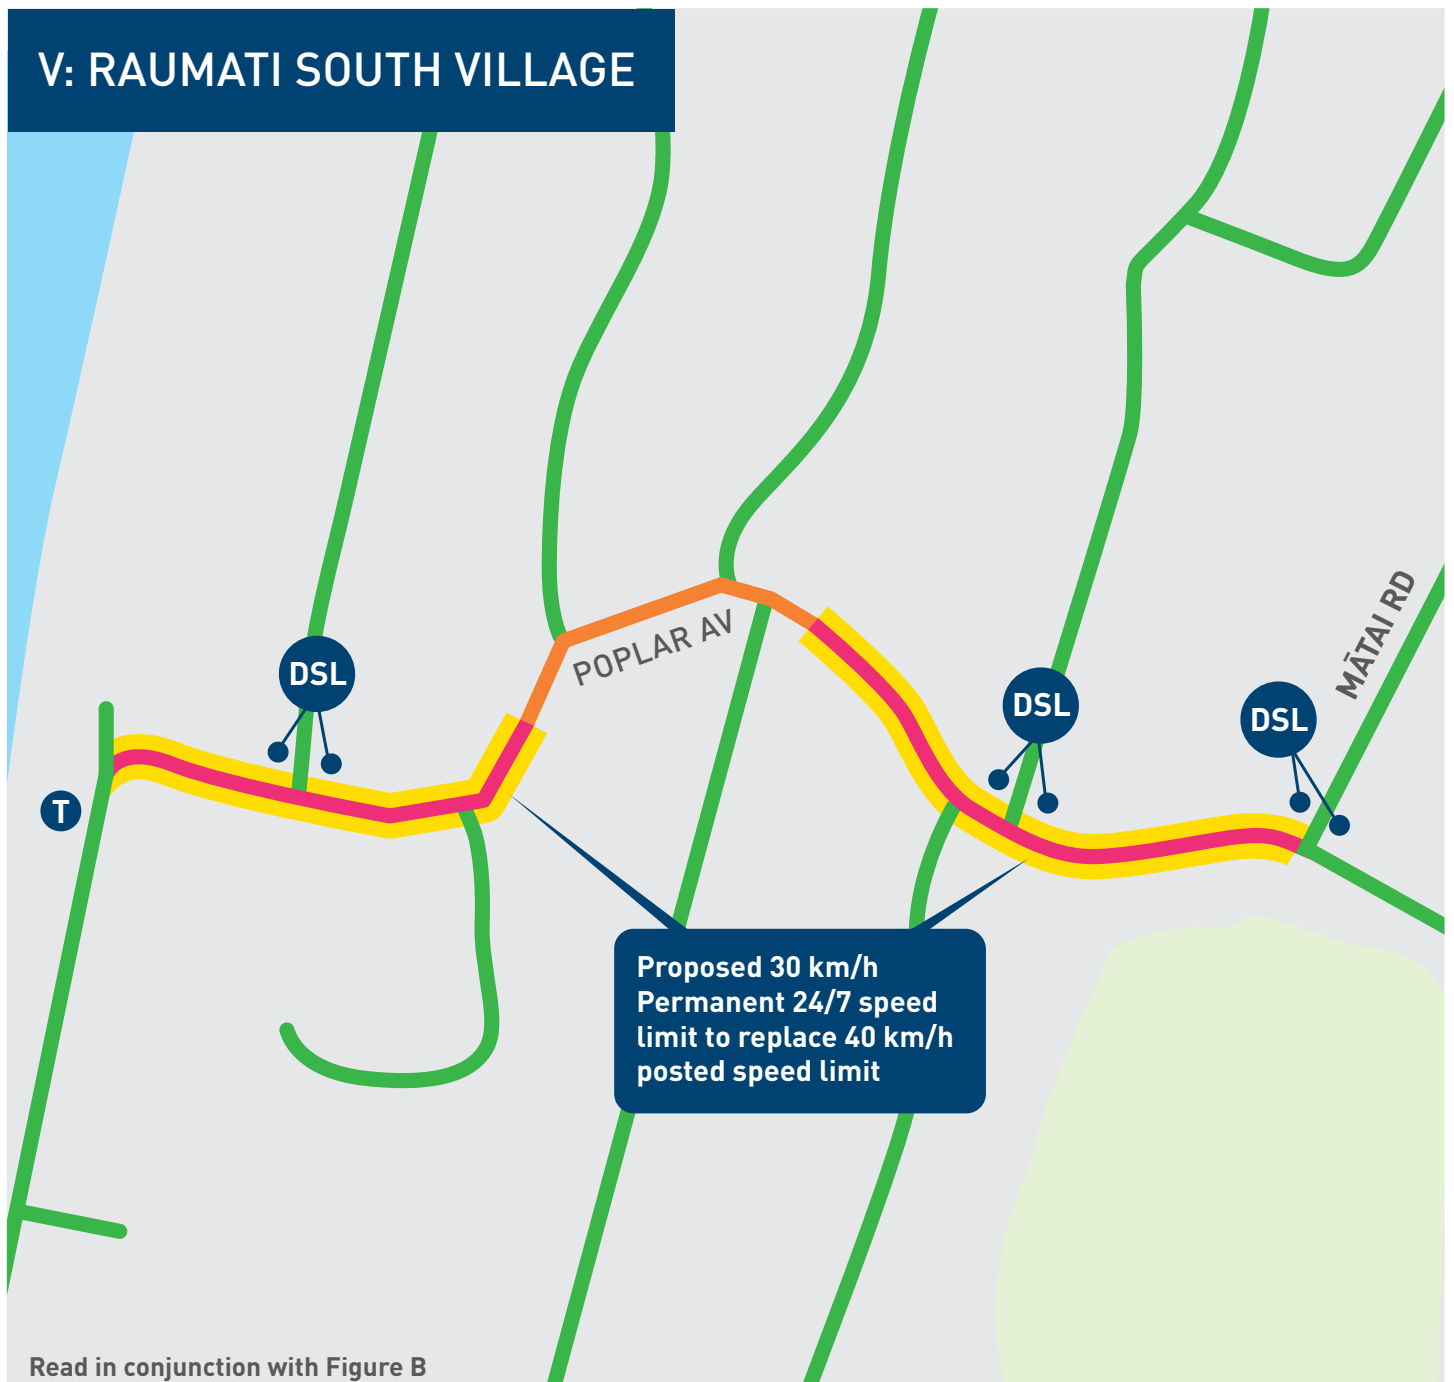 V: RAUMATI SOUTH VILLAGE
MĀTAI RD
POPLAR AV
DSL
DSL
DSL
T
Proposed 30 km/h
Permanent 24/7 speed
limit to replace 40 km/h
posted speed limit
Read in conjunction with Figure B